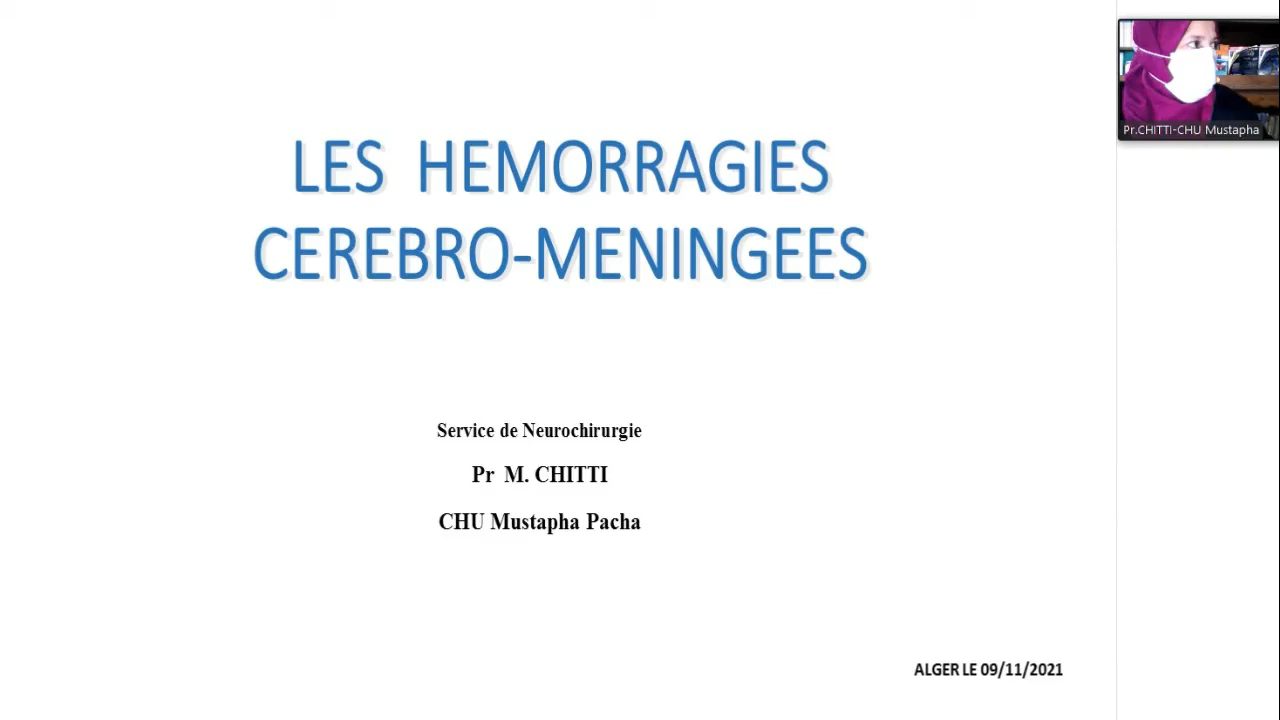 LES HEMORRAGIES
CEREBRO-MENINGEES
Service de Neurochirurgie
Pr M. CHITTI
CHU Mustapha Pacha
ALGER LE 09/11/2021
Pr.CHITTI-CHU Mustapha